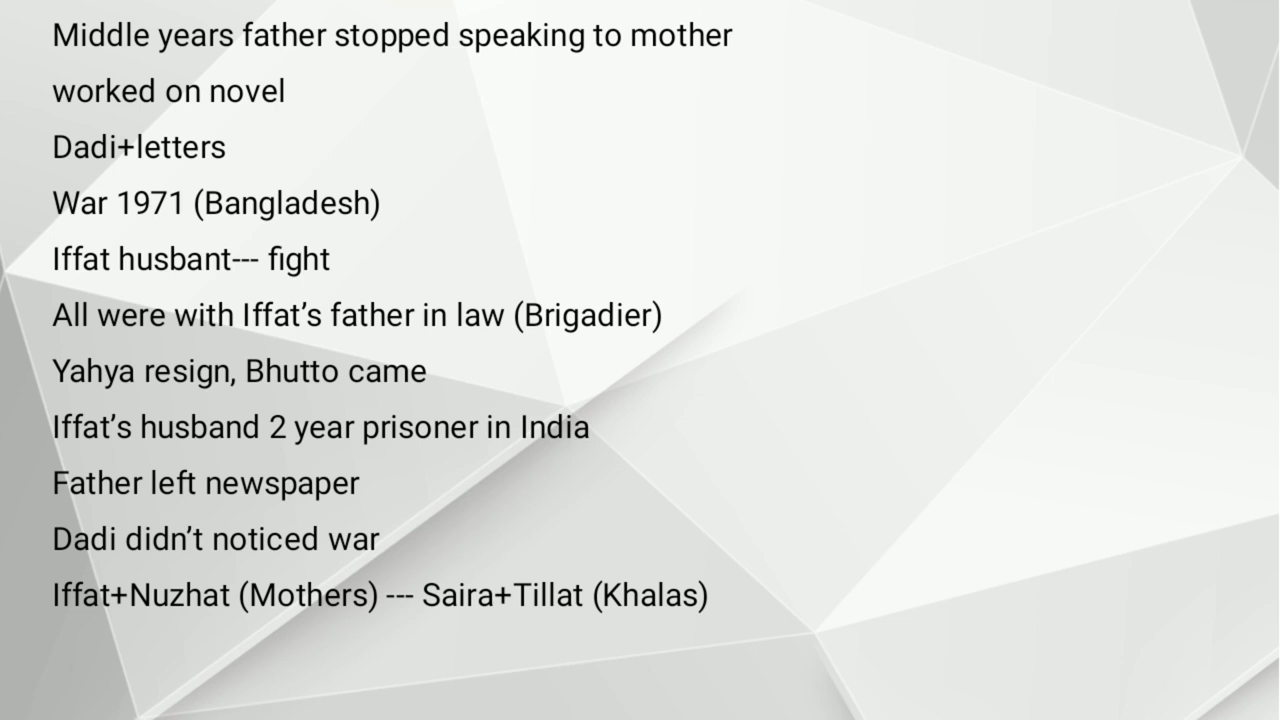 Middle years father stopped speaking to mother
worked on novel
Dadi+letters
War 1971 (Bangladesh)
Iffat husbant--- fight
All were with Iffat’s father in law (Brigadier)
Yahya resign, Bhutto came
Iffat’s husband 2 year prisoner in India
Father left newspaper
Dadi didn’t noticed war
Iffat+Nuzhat (Mothers) --- Saira+Tillat (Khalas)